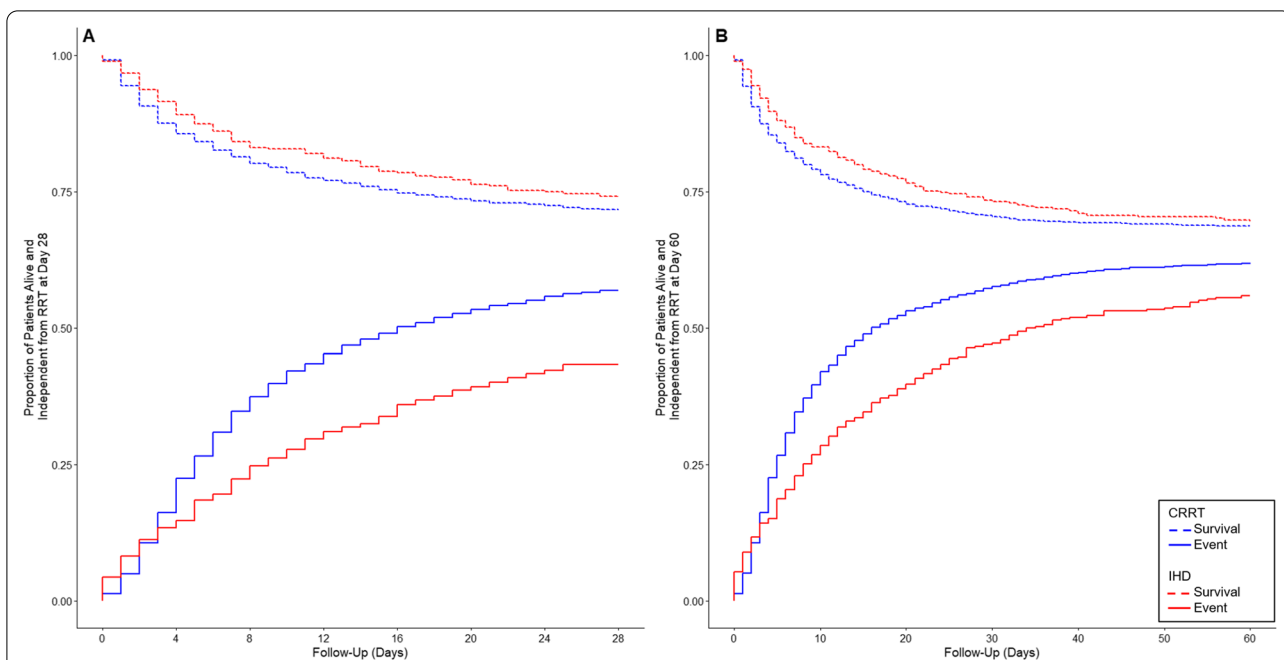 A
1.00
0.75
0.50
0.25
0.00
Proportion of Patients Alive and
Independent from RRT at Day 28
0
4
8
12
16
20
24
28
Follow-Up (Days)
B
1.00
0.75
0.50
0.25
0.00
Proportion of Patients Alive and
Independent from RRT at Day 60
0
10
20
30
40
50
60
Follow-Up (Days)
CRRT
Survival
Event
IHD
Survival
Event